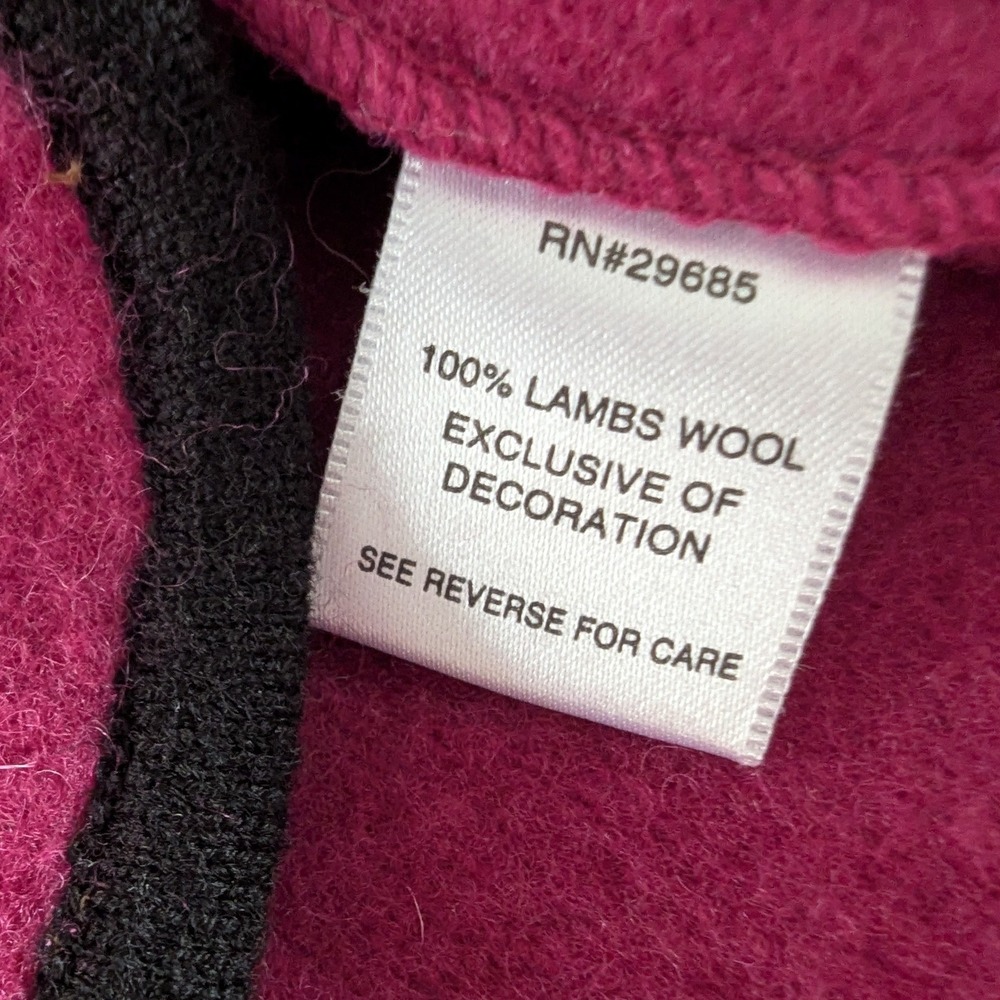 RN#29685
100% LAMBS WOOL
EXCLUSIVE OF
DECORATION
SEE REVERSE FOR CARE